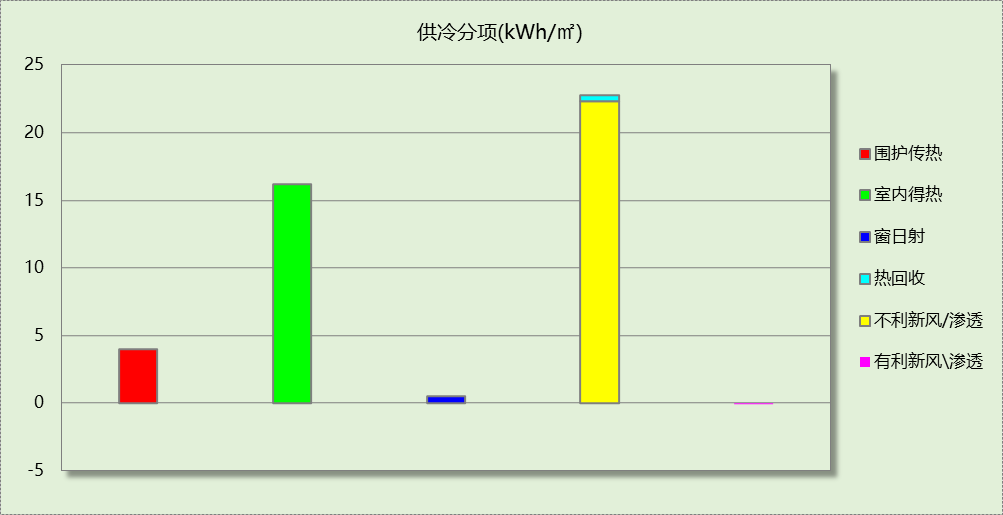 供冷分项(kWh/㎡)
25
20
15
10
5
0
-5
围护传热
室内得热
窗日射
热回收
不利新风/渗透
有利新风\渗透